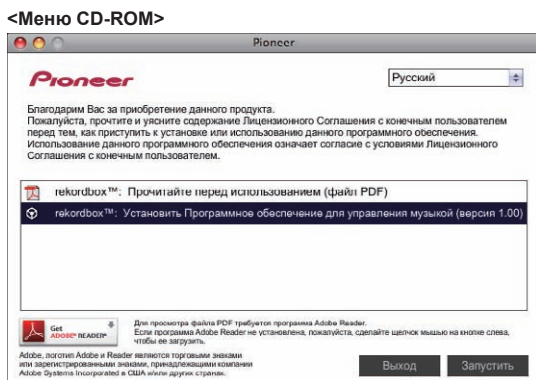 <Меню CD-ROM>
Pioneer
Pioneer
Русский
Благодарим Вас за приобретение данного продукта.
Пожалуйста, прочтите и уясните содержание Лицензионного Соглашения с конечным пользователем
перед тем, как приступить к установке или использованию данного программного обеспечения.
Использование данного программного обеспечения означает согласие с условиями Лицензионного
Соглашения с конечным пользователем.
rekordbox™: Прочитайте перед использованием (файл PDF)
rekordbox™: Установить Программное обеспечение для управления музыкой (версия 1.00)
Get
ADOBE® READER®
Для просмотра файла PDF требуется программа Adobe Reader.
Если программа Adobe Reader не установлена, пожалуйста, сделайте щелчок мышью на кнопке слева,
чтобы ее загрузить.
Adobe, логотип Adobe и Reader являются торговыми знаками
или зарегистрированными знаками, принадлежащими компании
Adobe Systems Incorporated в США и/или других странах.
Выход
Запустить